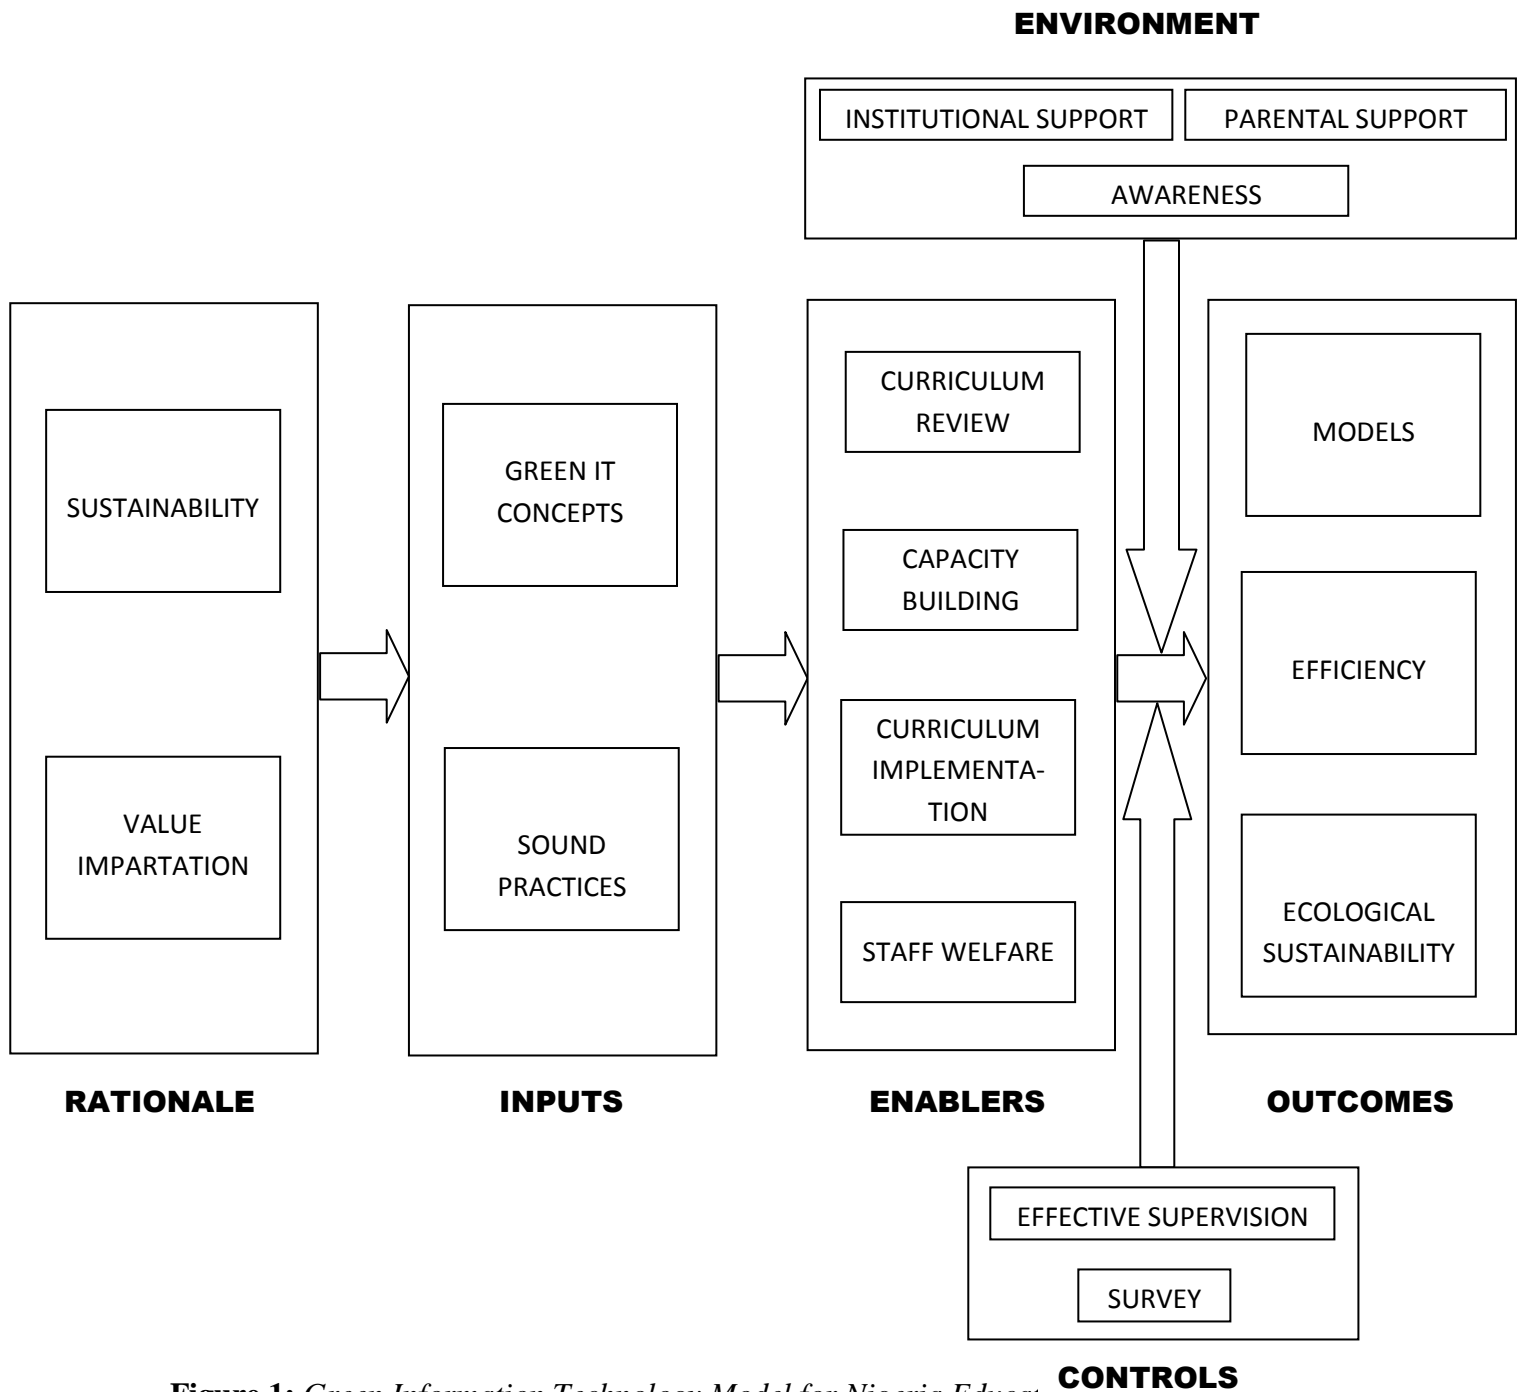 ENVIRONMENT
INSTITUTIONAL SUPPORT
PARENTAL SUPPORT
AWARENESS
SUSTAINABILITY
VALUE
IMPARTATION
RATIONALE
GREEN IT
CONCEPTS
SOUND
PRACTICES
INPUTS
CURRICULUM
REVIEW
CAPACITY
BUILDING
CURRICULUM
IMPLEMENTA-
TION
STAFF WELFARE
ENABLERS
MODELS
EFFICIENCY
ECOLOGICAL
SUSTAINABILITY
OUTCOMES
EFFECTIVE SUPERVISION
SURVEY
CONTROLS
Figure 1: Green Information Technology Model for Nigeria